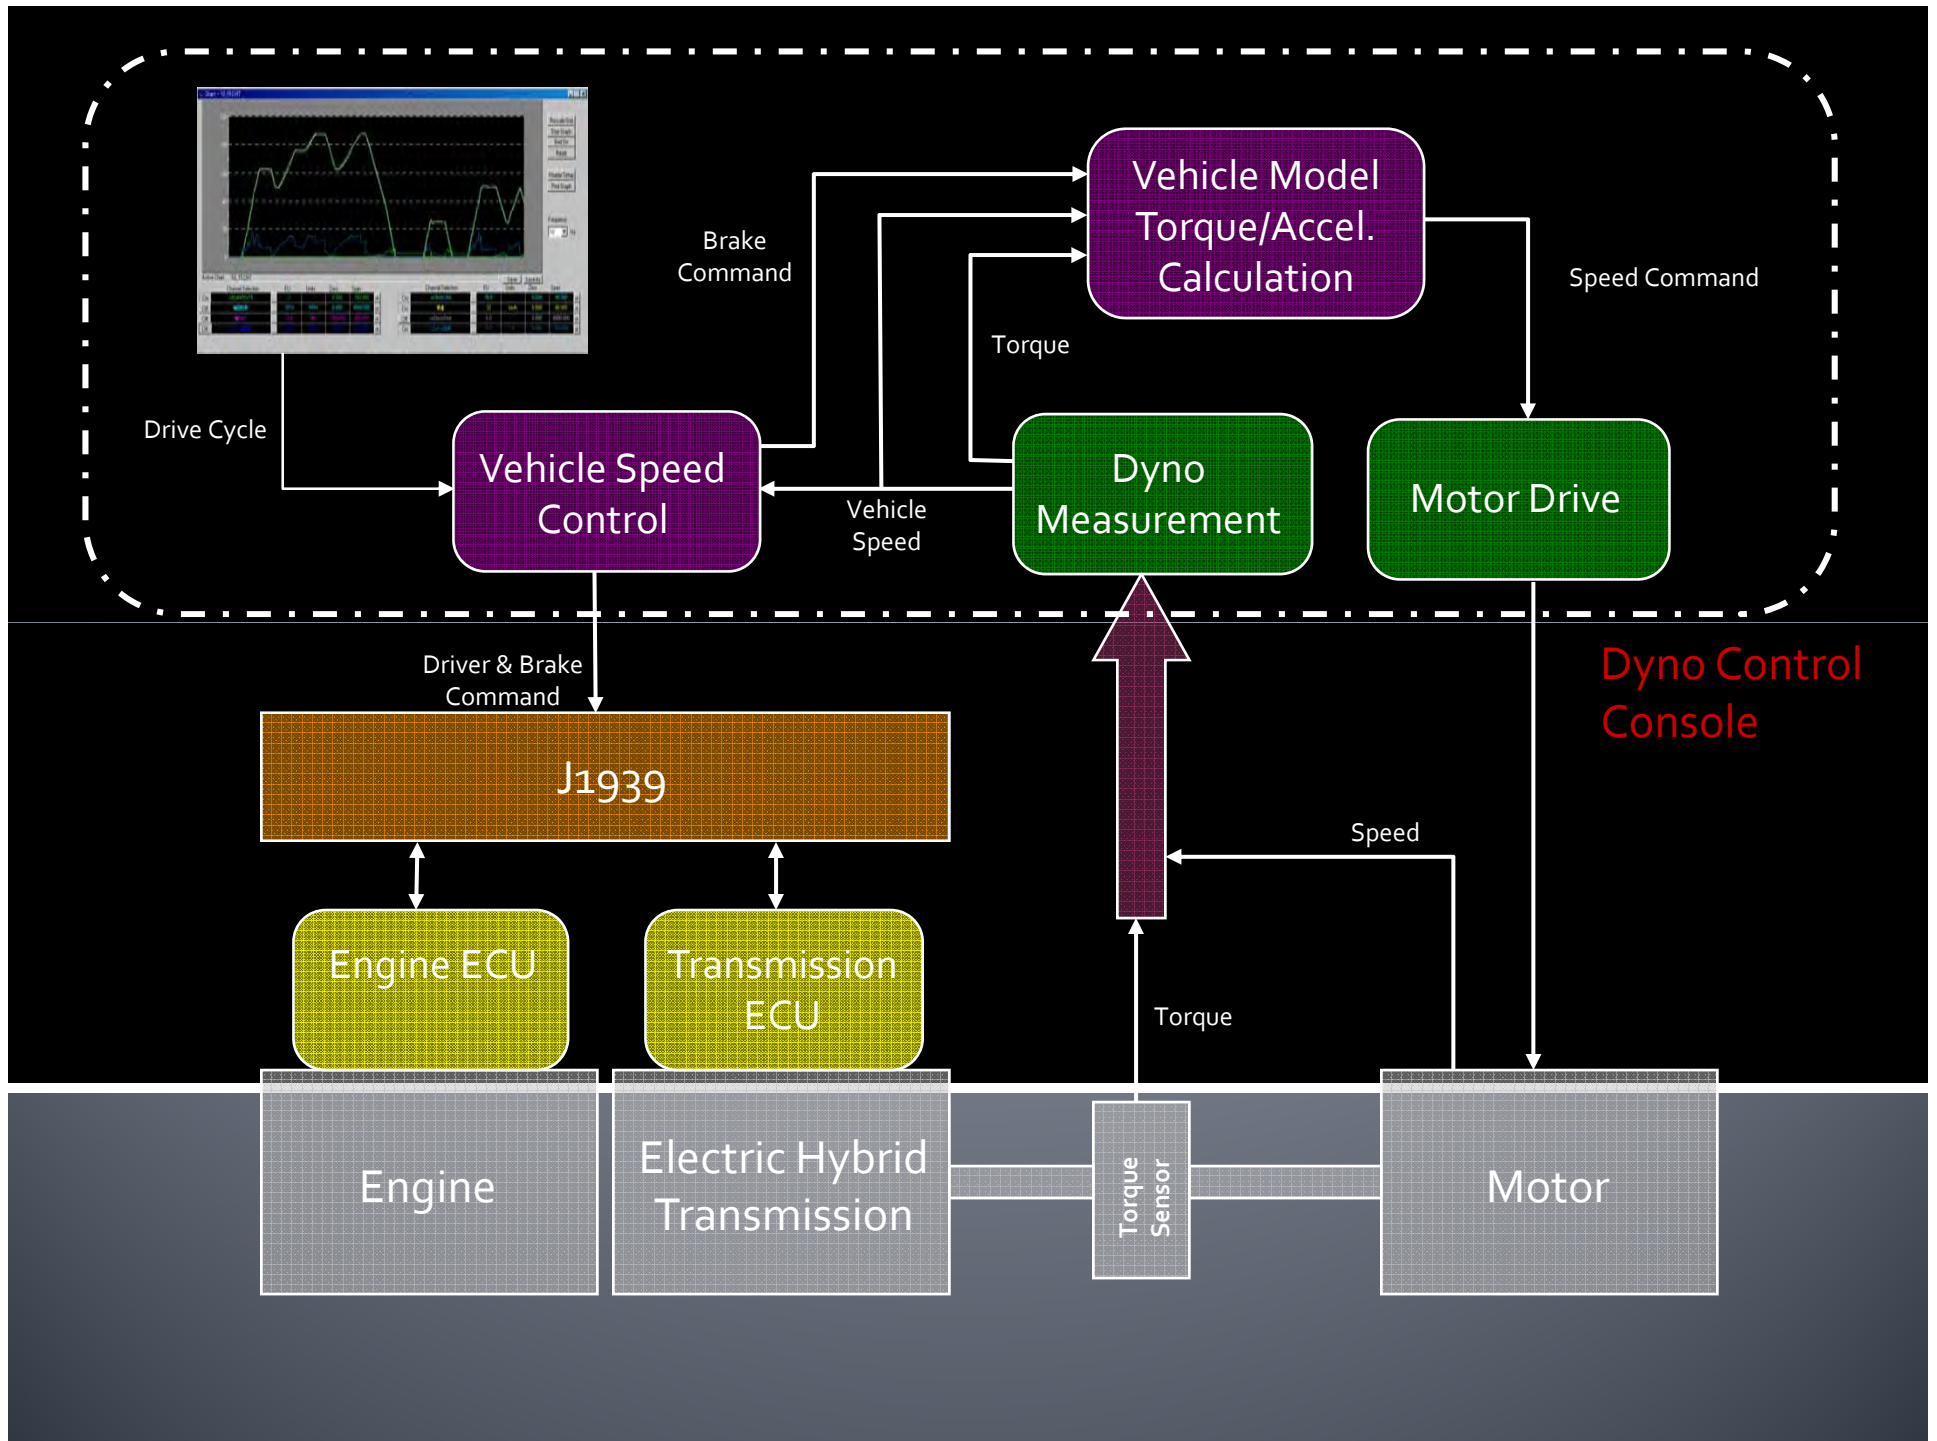 Vehicle Model
Torque/Accel.
Calculation
Brake
Command
Speed Command
Torque
Drive Cycle
Vehicle Speed
Control
Vehicle
Speed
Dyno
Measurement
Motor Drive
Driver & Brake
Command
Dyno Control
Console
J1939
Speed
Engine ECU
Transmission
ECU
Torque
Engine
Electric Hybrid
Transmission
Torque
Sensor
Motor